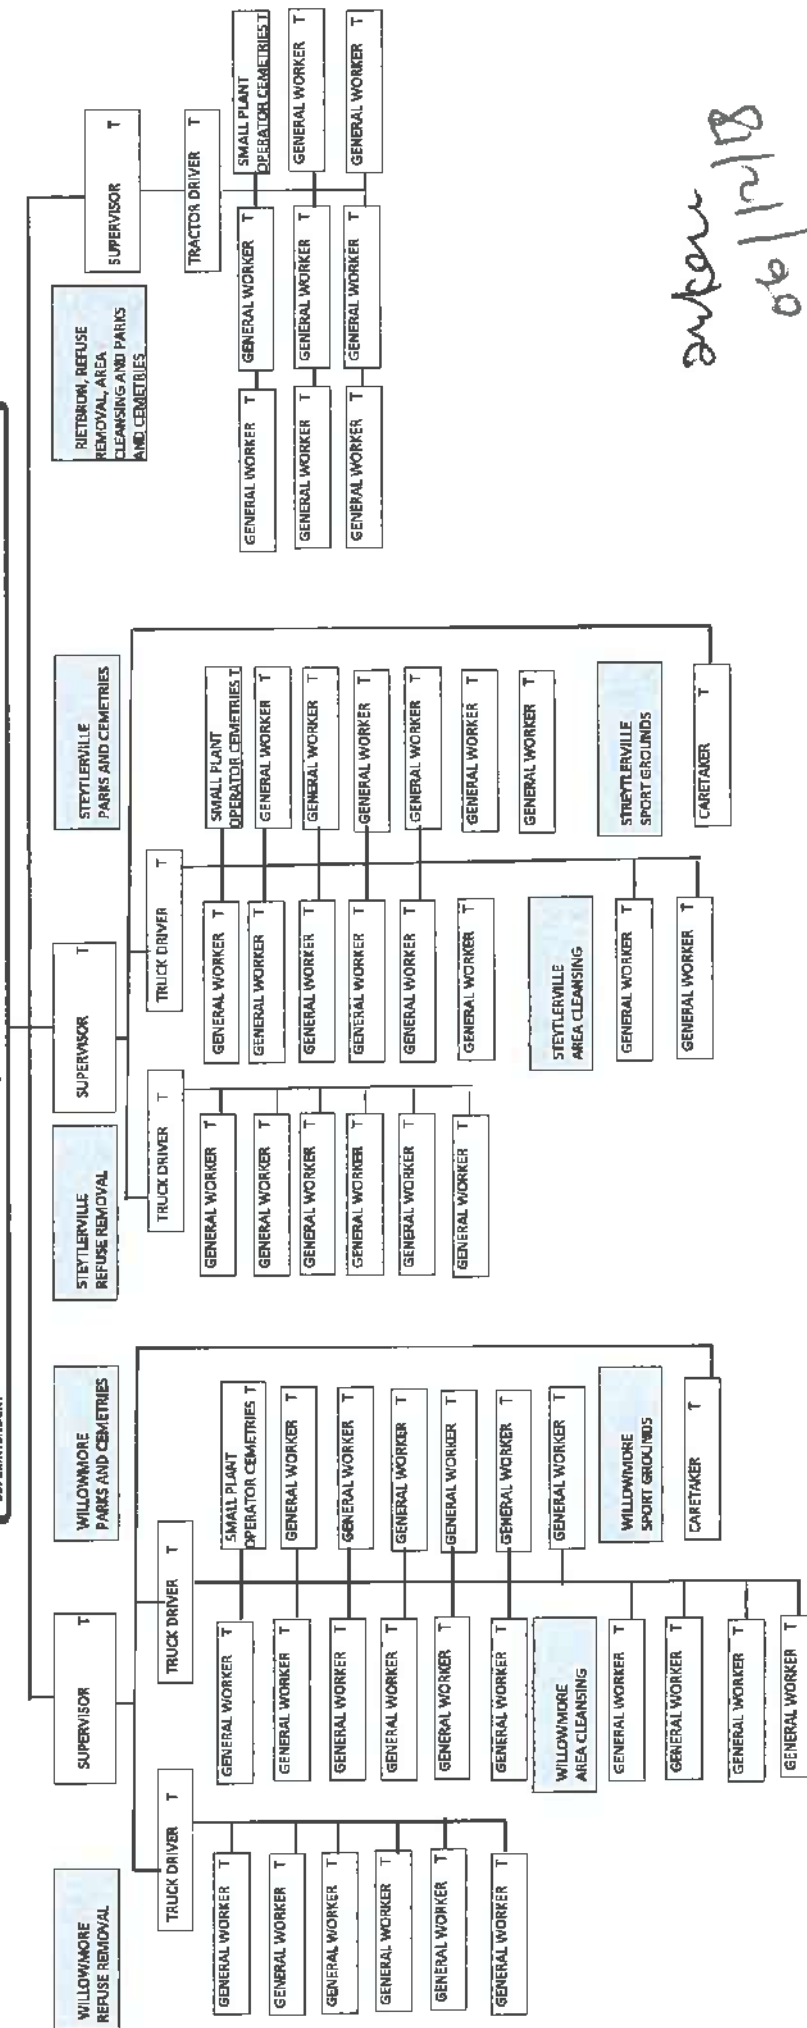 WILLOWMORE
REFUSE REMOVAL
SUPERVISOR T
WILLOWMORE
PARKS AND CEMETRIES
STEYTLERVILLE
REFUSE REMOVAL
SUPERVISOR T
STEYTLERVILLE
PARKS AND CEMETRIES
RIETBRON, REFUSE
REMOVAL, AREA
CLEANSING AND PARKS
AND CEMETRIES
SUPERVISOR T
TRUCK DRIVER T
GENERAL WORKER T
GENERAL WORKER T
GENERAL WORKER T
GENERAL WORKER T
GENERAL WORKER T
GENERAL WORKER T
TRUCK DRIVER T
GENERAL WORKER T
GENERAL WORKER T
GENERAL WORKER T
GENERAL WORKER T
GENERAL WORKER T
GENERAL WORKER T
WILLOWMORE
AREA CLEANSING
GENERAL WORKER T
GENERAL WORKER T
GENERAL WORKER T
GENERAL WORKER T
SMALL PLANT
OPERATOR CEMETRIES T
GENERAL WORKER T
GENERAL WORKER T
GENERAL WORKER T
GENERAL WORKER T
GENERAL WORKER T
GENERAL WORKER T
WILLOWMORE
SPORT GROUNDS
CARETAKER T
TRUCK DRIVER T
GENERAL WORKER T
GENERAL WORKER T
GENERAL WORKER T
GENERAL WORKER T
GENERAL WORKER T
GENERAL WORKER T
TRUCK DRIVER T
GENERAL WORKER T
GENERAL WORKER T
GENERAL WORKER T
GENERAL WORKER T
GENERAL WORKER T
GENERAL WORKER T
STEYTLERVILLE
AREA CLEANSING
GENERAL WORKER T
GENERAL WORKER T
SMALL PLANT
OPERATOR CEMETRIES T
GENERAL WORKER T
GENERAL WORKER T
GENERAL WORKER T
GENERAL WORKER T
GENERAL WORKER T
GENERAL WORKER T
STREYTLERVILLE
SPORT GROUNDS
CARETAKER T
TRACTOR DRIVER T
GENERAL WORKER T
GENERAL WORKER T
GENERAL WORKER T
GENERAL WORKER T
GENERAL WORKER T
GENERAL WORKER T
SMALL PLANT
OPERATOR CEMETRIES T
GENERAL WORKER T
GENERAL WORKER T
06/12/18